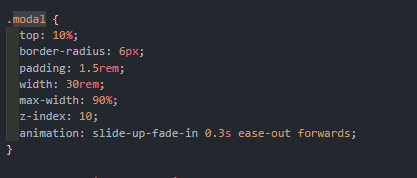 .modal {
  top: 10%;
  border-radius: 6px;
  padding: 1.5rem;
  width: 30rem;
  max-width: 90%;
  z-index: 10;
  animation: slide-up-fade-in 0.3s ease-out forwards;
}